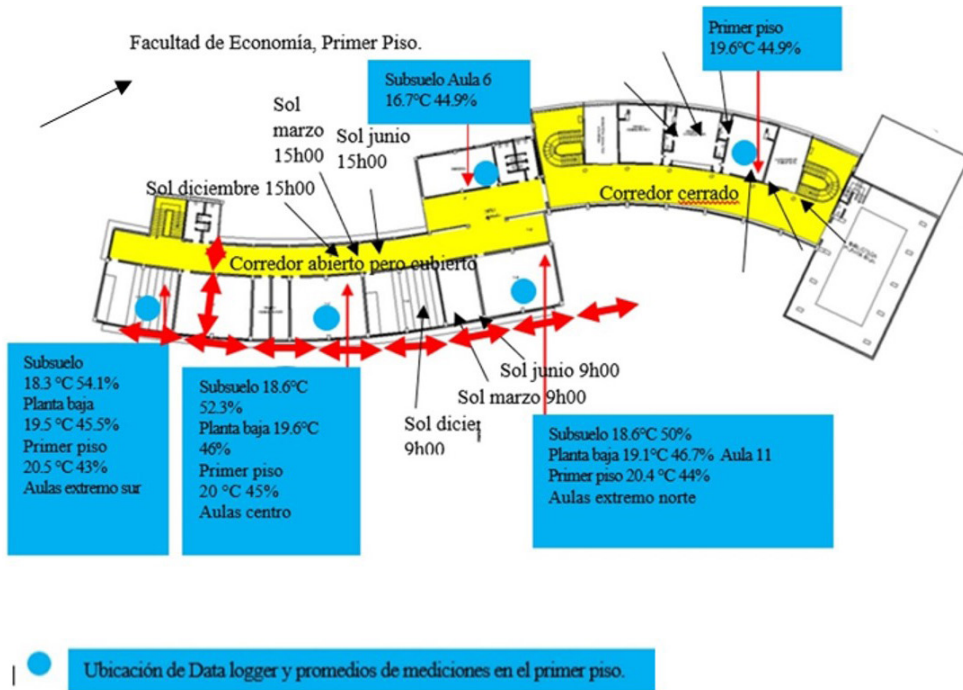 Facultad de Economía, Primer Piso.
Primer piso
19.6°C 44.9%
Subsuelo Aula 6
16.7°C 44.9%
Sol
marzo
15h00
Sol junio
15h00
Sol diciembre 15h00
Corredor cerrado
Corredor abierto pero cubierto
Sol junio 9h00
Sol marzo 9h00
Sol dicier
9h00
Subsuelo
18.3 °C 54.1%
Planta baja
19.5 °C 45.5%
Primer piso
20.5 °C 43%
Aulas extremo sur
Subsuelo 18.6°C
52.3%
Planta baja 19.6°C
46%
Primer piso
20 °C 45%
Aulas centro
Subsuelo 18.6°C 50%
Planta baja 19.1°C 46.7% Aula 11
Primer piso 20.4 °C 44%
Aulas extremo norte
Ubicación de Data logger y promedios de mediciones en el primer piso.